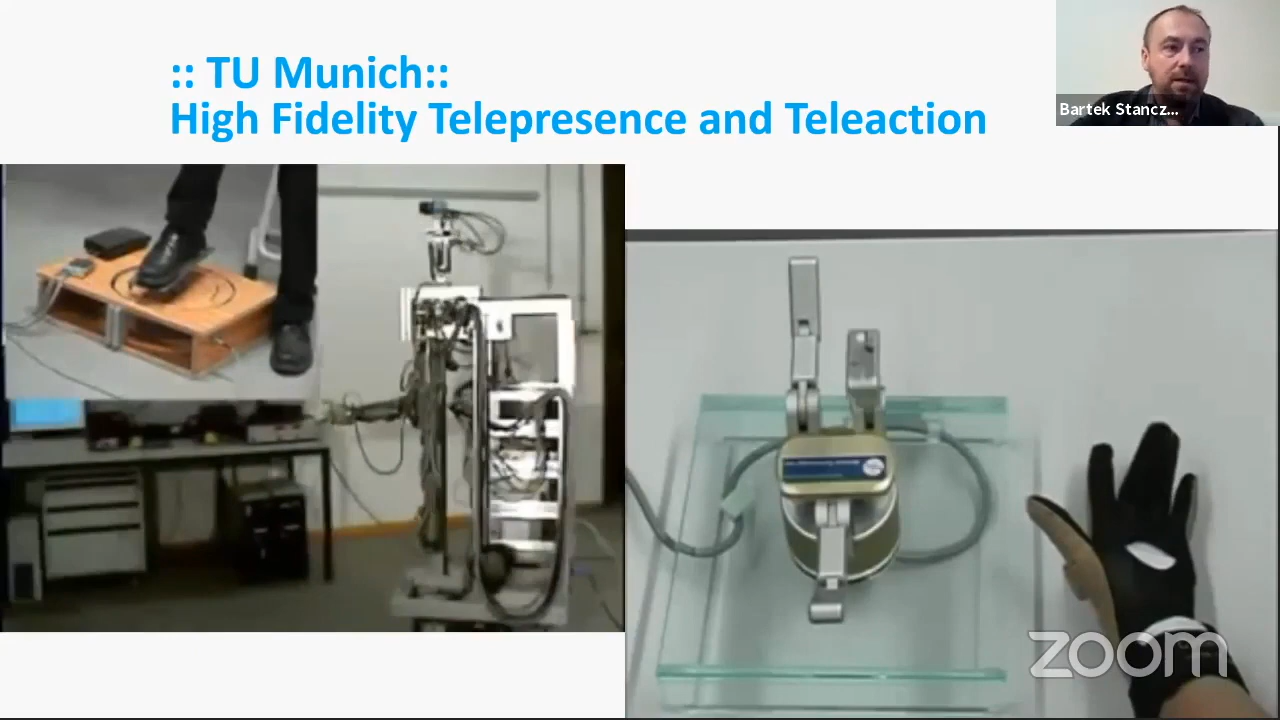 :: TU Munich::
High Fidelity Telepresence and Teleaction
Bartek Stancz...
zoom